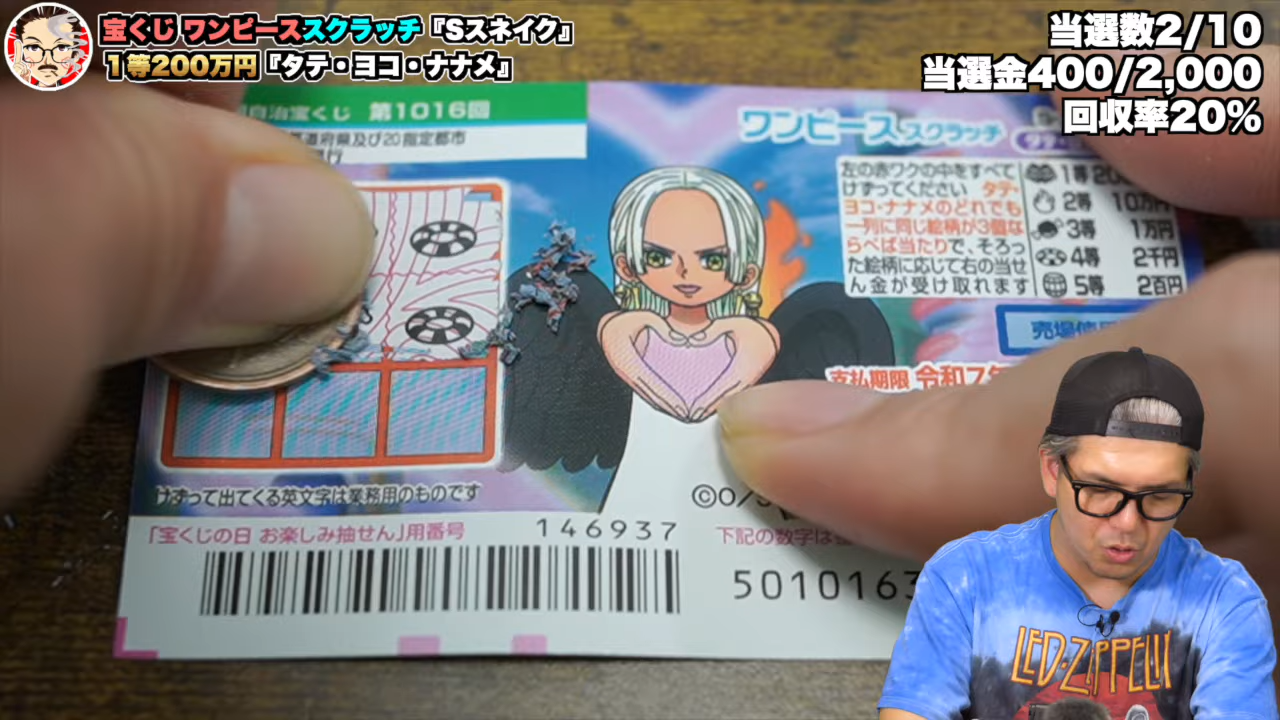 宝くじ ワンピーススクラッチ『Sスネイク』
1等200万円『タテ・ヨコ・ナナメ』
当選数2/10
当選金400/2,000
回収率20%
自治宝くじ 第1016回
道府県及び20指定都市
ワンピーススクラッチ
左の赤ワクの中をすべて
けずってください タテ・
ヨコ・ナナメのどれでも
一列に同じ絵柄が3個な
らべば当たりで、そろっ
た絵柄に応じて右の当せ
ん金が受け取れます
1等 20
2等 10万円
3等 1万円
4等 2千円
5等 2百円
売場使用
支払期限 令和7年
けずって出てくる英文字は業務用のものです
「宝くじの日 お楽しみ抽せん」用番号
146937
下記の数字は
5010163
LED-ZEPPELIN